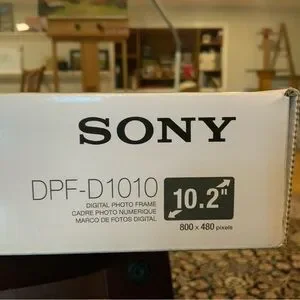 SONY
DPF-D1010
DIGITAL PHOTO FRAME
CADRE PHOTO NUMERIQUE
MARCO DE FOTOS DIGITAL
10.2"
800 x 480 pixels